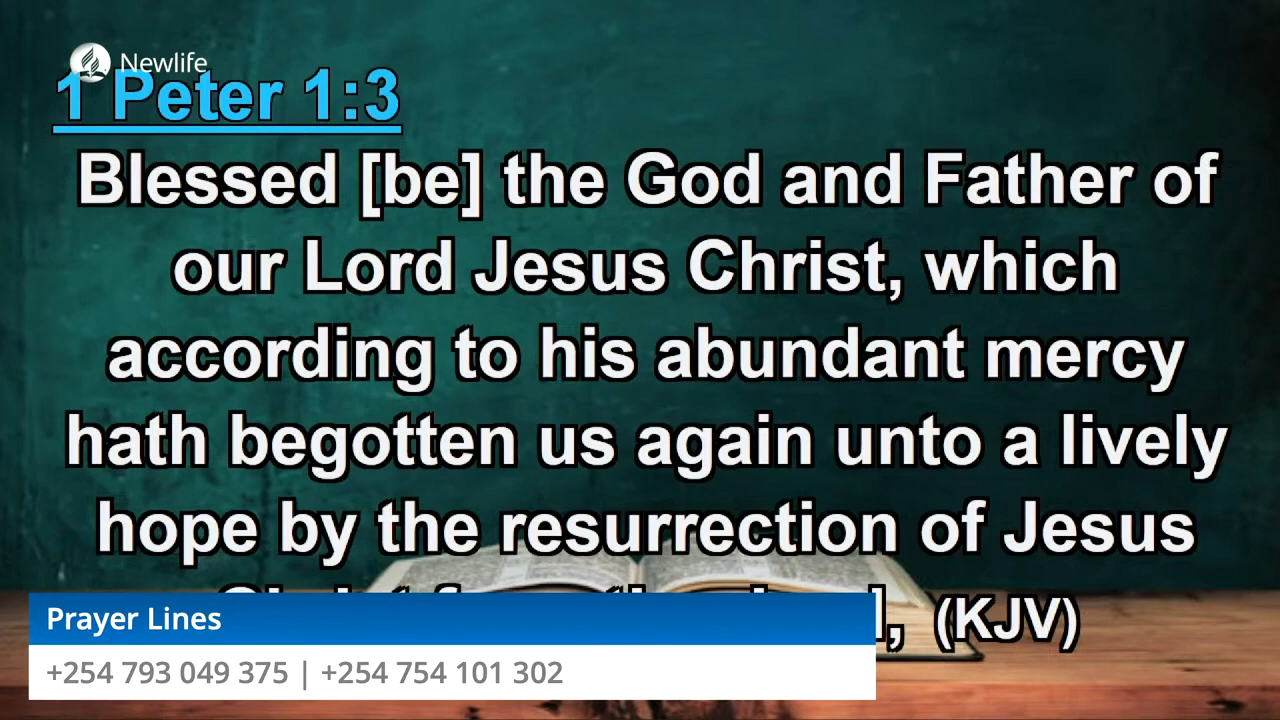 Newlife
1 Peter 1:3
Blessed [be] the God and Father of
our Lord Jesus Christ, which
according to his abundant mercy
hath begotten us again unto a lively
hope by the resurrection of Jesus
(KJV)
Prayer Lines
+254 793 049 375 | +254 754 101 302